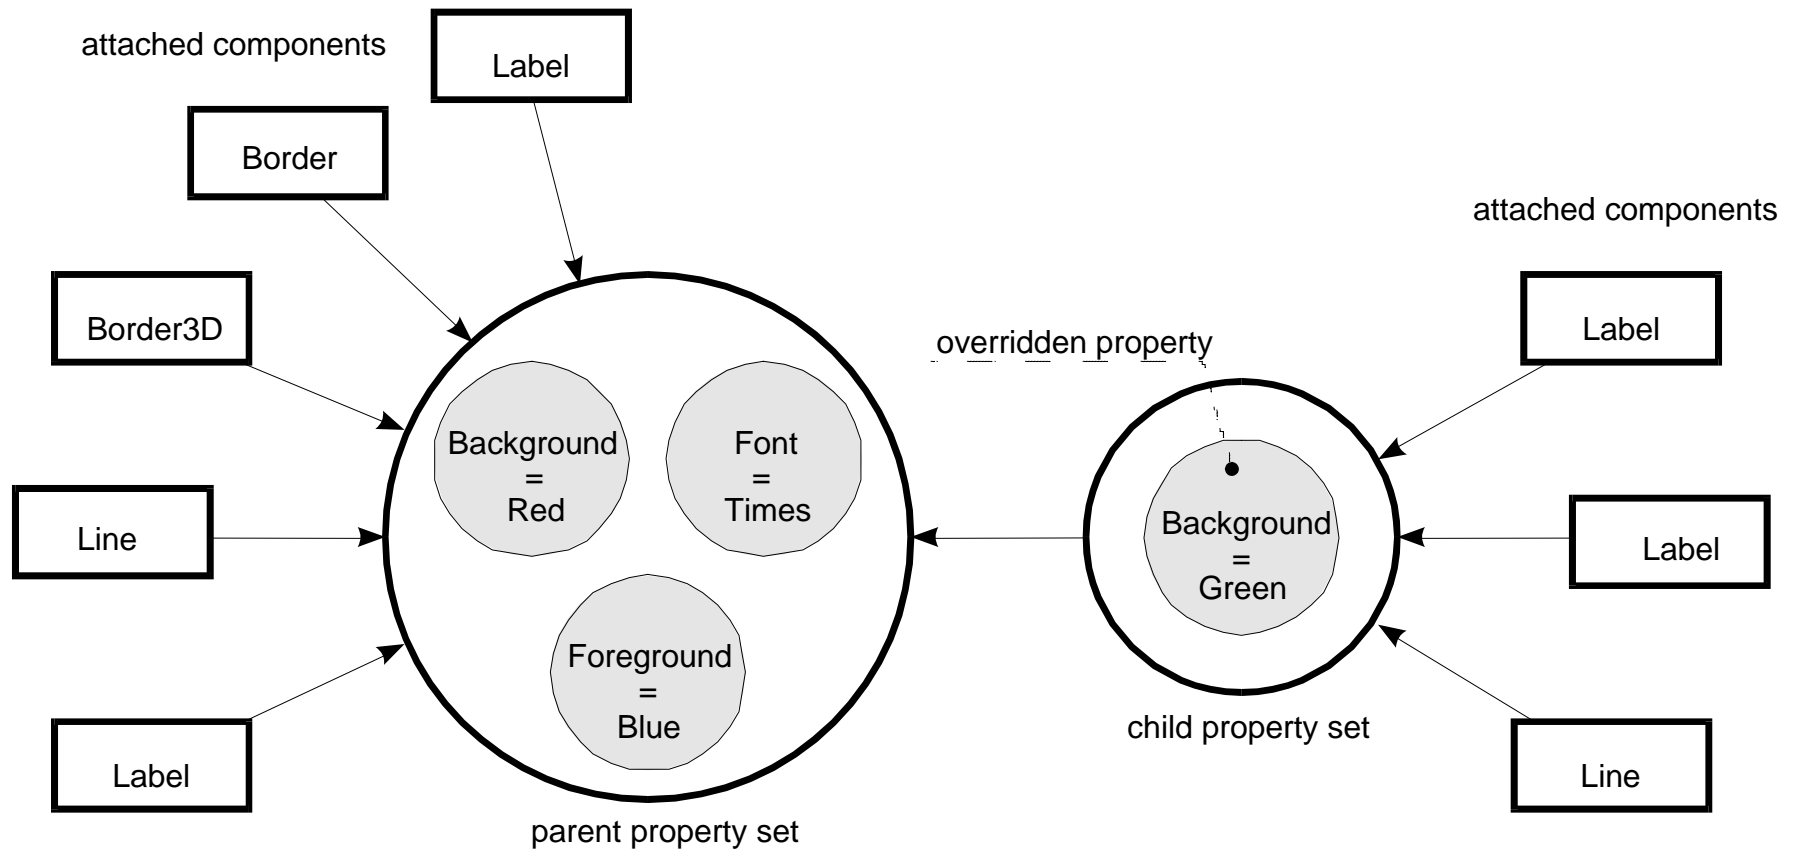 attached components
Label
Border
attached components
Border3D
Label
overridden property
Background
=
Red
Font
=
Times
Background
=
Green
Line
Label
Foreground
=
Blue
child property set
Label
Line
parent property set